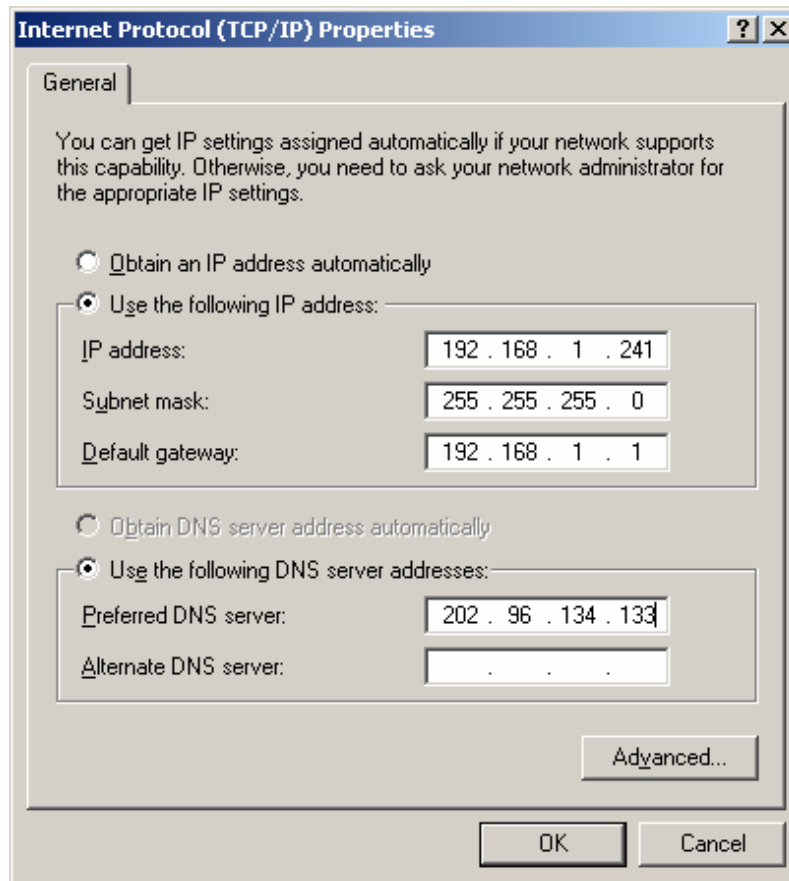 Internet Protocol (TCP/IP) Properties
General
You can get IP settings assigned automatically if your network supports
this capability. Otherwise, you need to ask your network administrator for
the appropriate IP settings.
Obtain an IP address automatically
Use the following IP address:
IP address: 192 . 168 . 1 . 241
Subnet mask: 255 . 255 . 255 . 0
Default gateway: 192 . 168 . 1 . 1
Obtain DNS server address automatically
Use the following DNS server addresses:
Preferred DNS server: 202 . 96 . 134 . 133
Alternate DNS server: . . .
Advanced...
OK Cancel